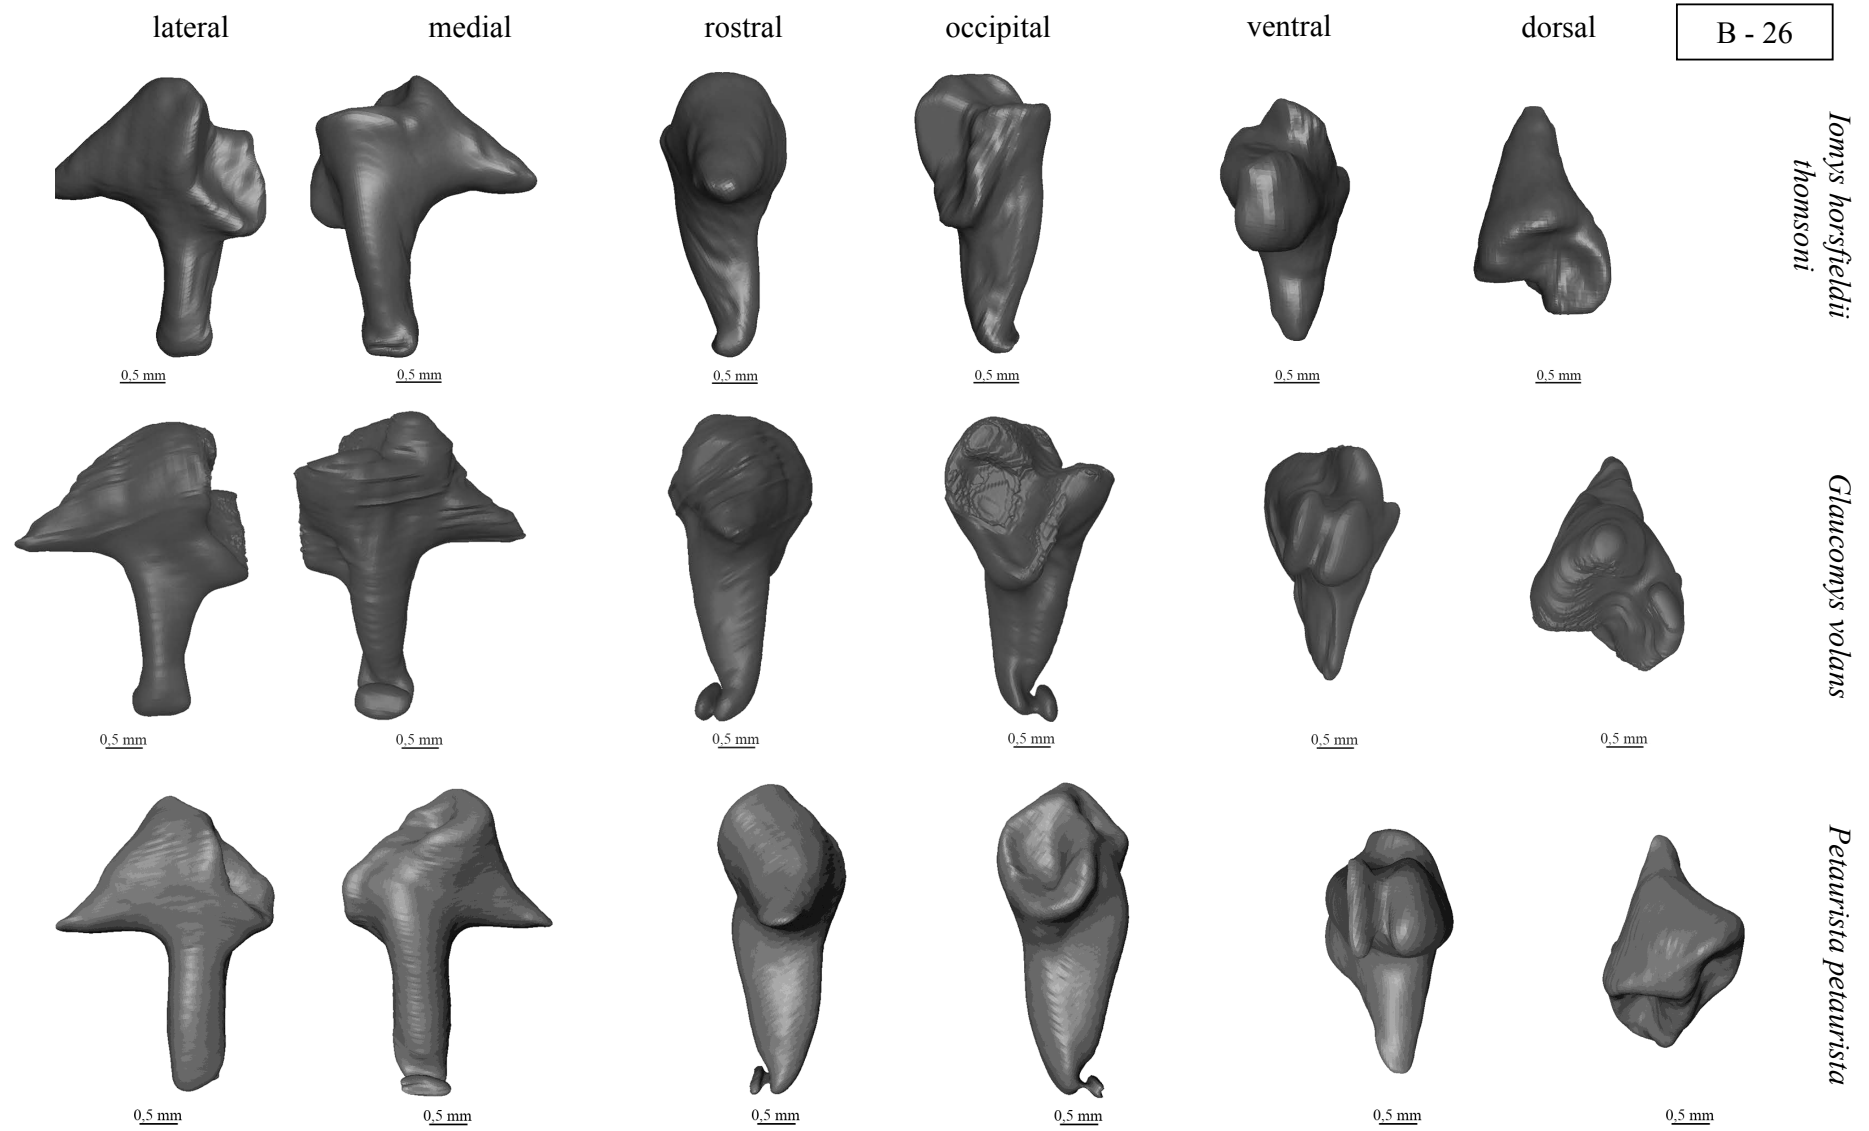 lateral medial rostral occipital ventral dorsal B - 26
Iomys horsfieldii
thomsoni
0,5 mm 0,5 mm 0,5 mm 0,5 mm 0,5 mm 0,5 mm
Glaucomys volans
0,5 mm 0,5 mm 0,5 mm 0,5 mm 0,5 mm 0,5 mm
Petaurista petaurista
0,5 mm 0,5 mm 0,5 mm 0,5 mm 0,5 mm 0,5 mm